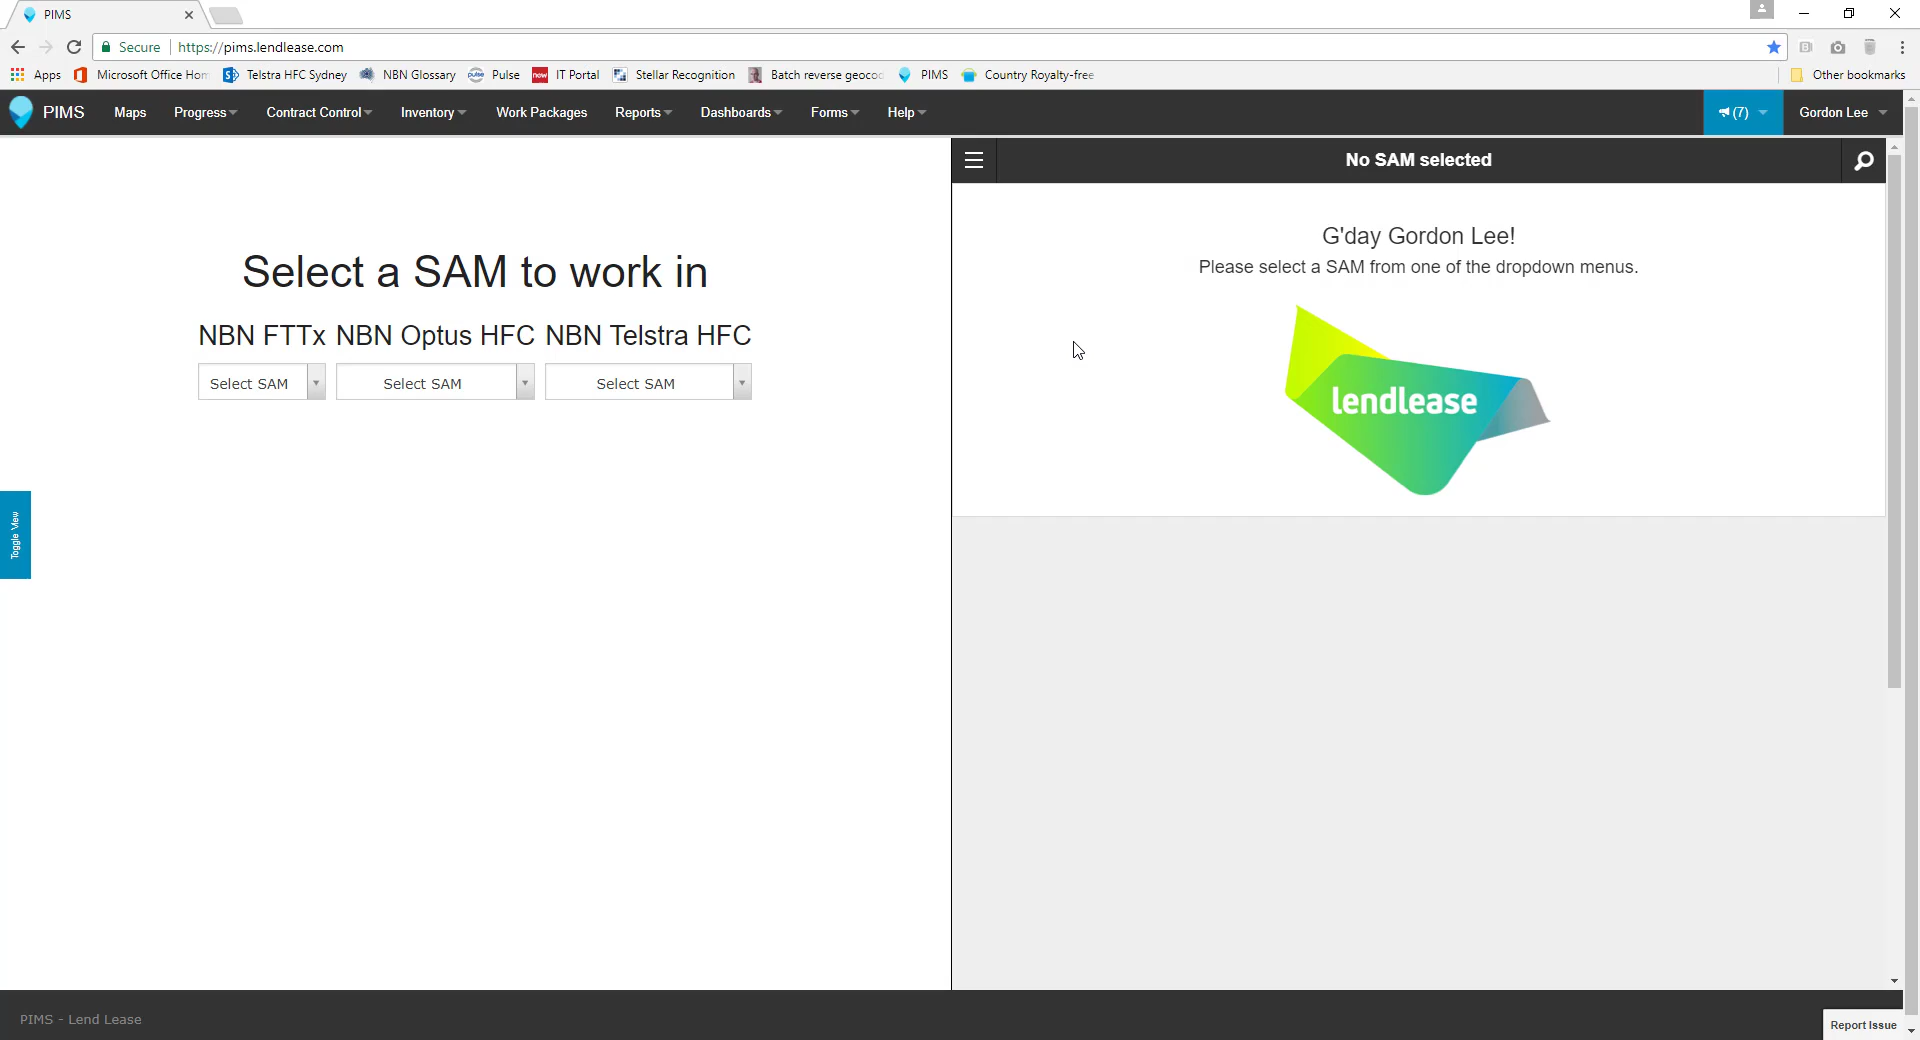 PIMS
Secure https://pims.lendlease.com
Apps Microsoft Office Hom Telstra HFC Sydney NBN Glossary pulse Pulse now IT Portal Stellar Recognition Batch reverse geocod PIMS Country Royalty-free Other bookmarks
PIMS Maps Progress Contract Control Inventory Work Packages Reports Dashboards Forms Help (7) Gordon Lee
No SAM selected
G'day Gordon Lee!
Please select a SAM from one of the dropdown menus.
lendlease
Select a SAM to work in
NBN FTTx NBN Optus HFC NBN Telstra HFC
Select SAM Select SAM Select SAM
Toggle View
PIMS - Lend Lease
Report Issue